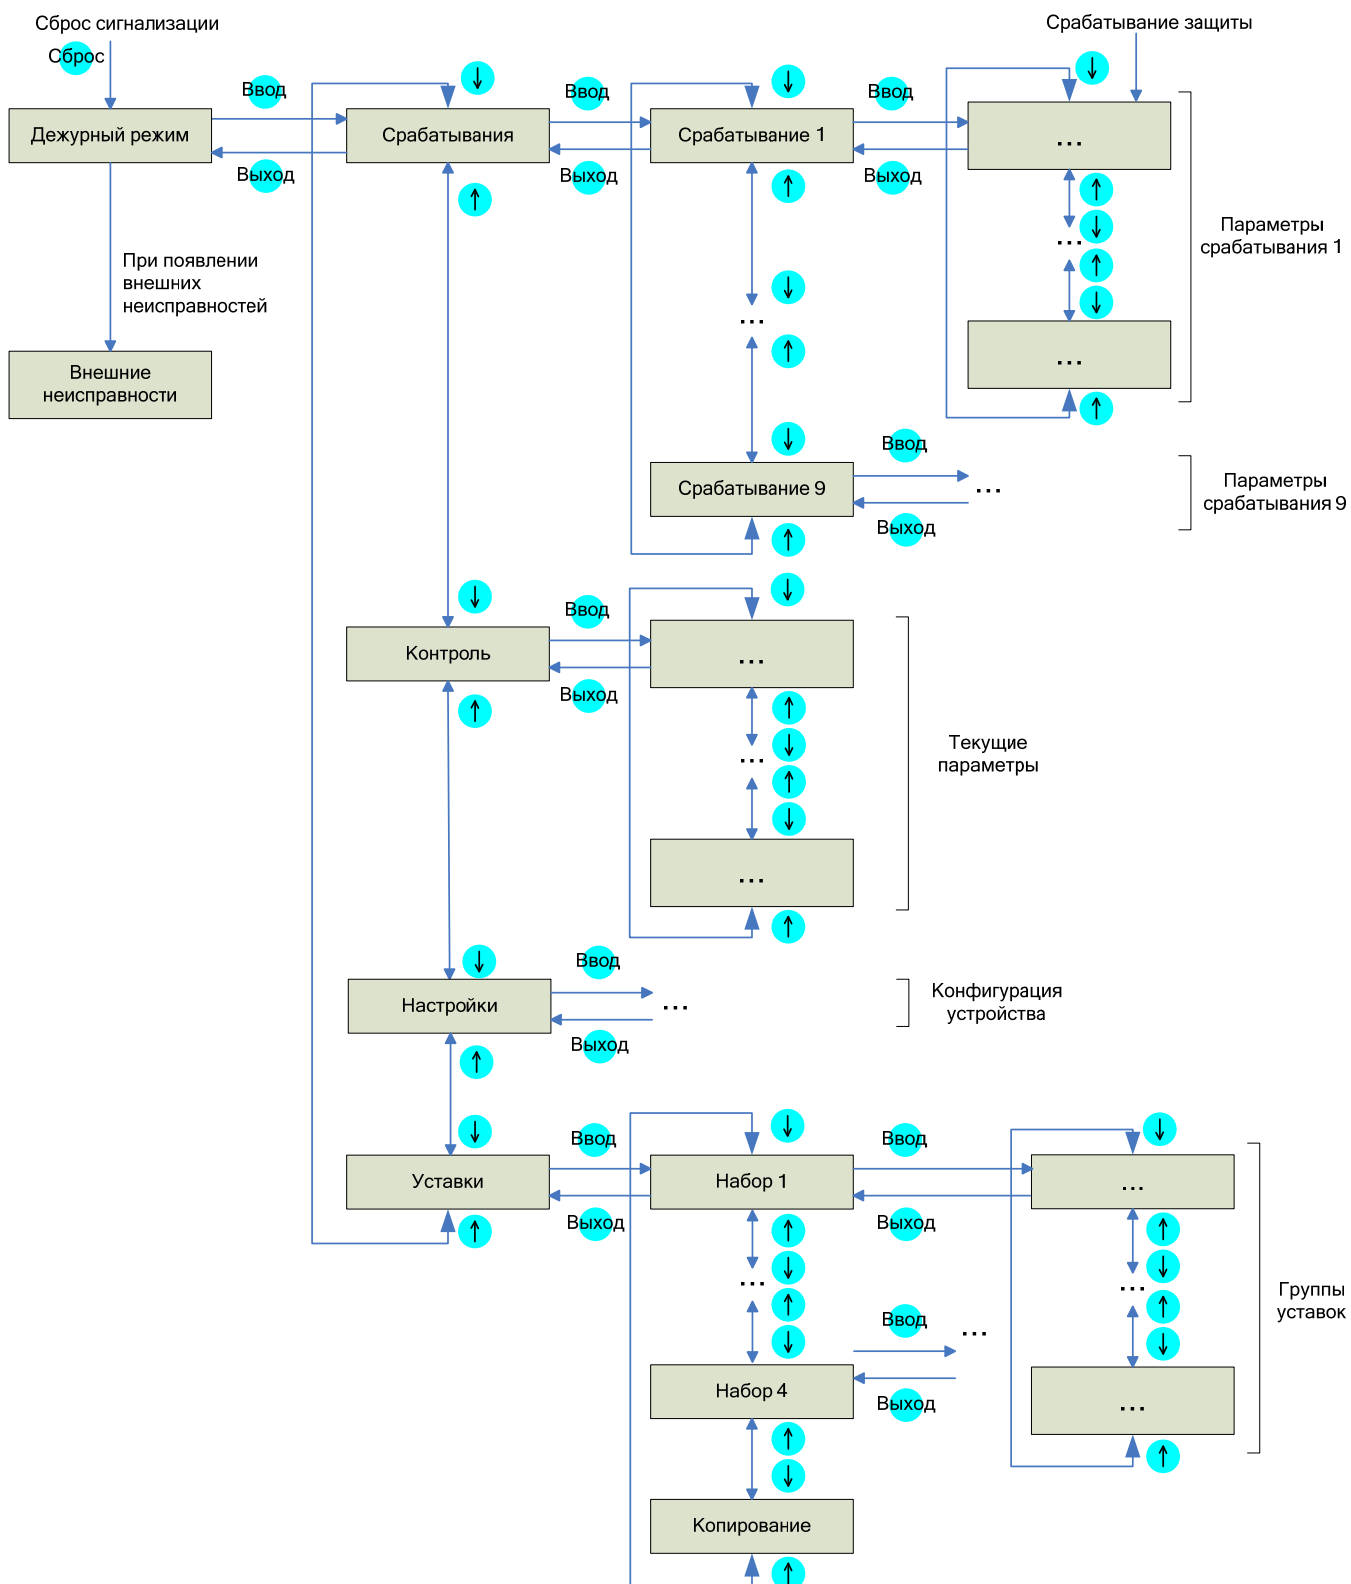 Сброс сигнализации
Срабатывание защиты
Сброс
Ввод
Ввод
Ввод
↓
↓
↓
Дежурный режим
Срабатывания
Срабатывание 1
...
Выход
Выход
Выход
↑
↑
↑
↓
...
↑
↓
Параметры
срабатывания 1
При появлении
внешних
неисправностей
↓
...
↑
...
↑
Внешние
неисправности
↓
Ввод
Срабатывание 9
...
Параметры
срабатывания 9
Выход
↑
↓
↓
Ввод
Контроль
...
Выход
↑
↑
↓
...
↑
↓
Текущие
параметры
...
↑
↓
Ввод
Настройки
...
Конфигурация
устройства
Выход
↑
↓
↓
↓
Ввод
Ввод
Уставки
Набор 1
...
Выход
Выход
↑
↑
↓
...
↑
↓
↑
↓
...
↑
↓
Группы
уставок
Ввод
...
Набор 4
Выход
...
↑
↑
↓
Копирование
↑